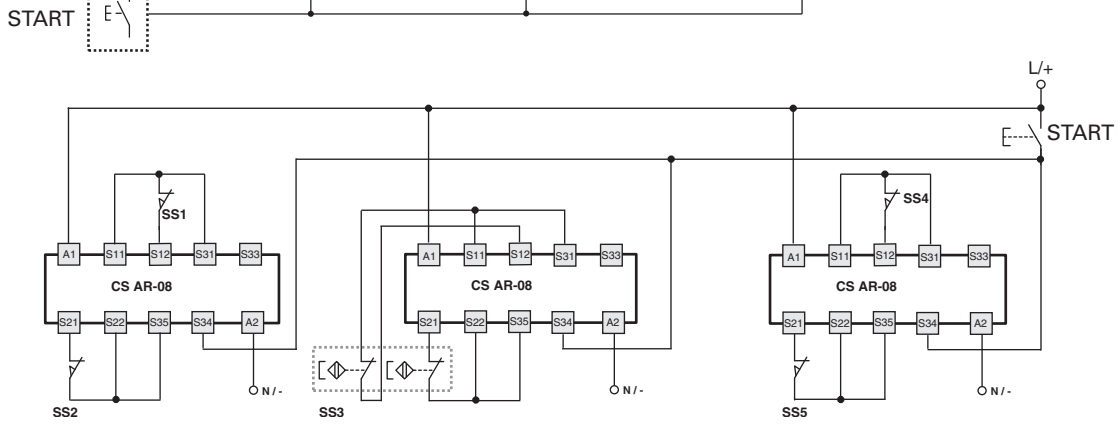 START
L/+
START
SS1
SS4
A1 S11 S12 S31 S33
A1 S11 S12 S31 S33
A1 S11 S12 S31 S33
CS AR-08
CS AR-08
CS AR-08
S21 S22 S35 S34 A2
S21 S22 S35 S34 A2
S21 S22 S35 S34 A2
N / -
N / -
N / -
SS2
SS3
SS5